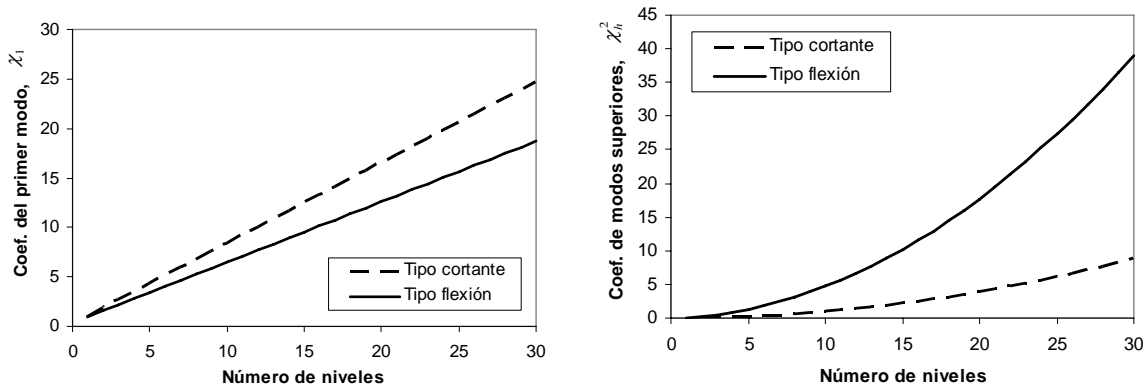 Coef. del primer modo, χ₁
30
25
20
15
10
5
0
Tipo cortante
Tipo flexión
0 5 10 15 20 25 30
Número de niveles
Coef. de modos superiores, χₕ²
45
40
35
30
25
20
15
10
5
0
Tipo cortante
Tipo flexión
0 5 10 15 20 25 30
Número de niveles